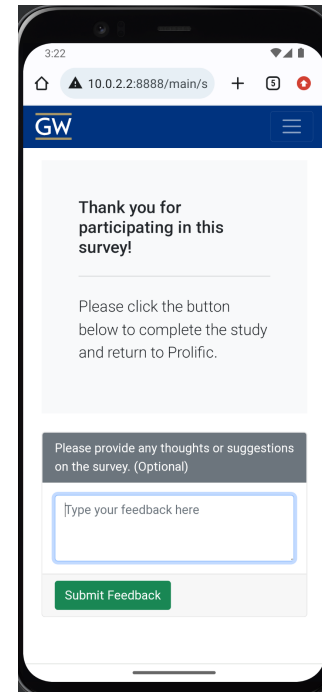 3:22
10.0.2.2:8888/main/s
5
GW
Thank you for
participating in this
survey!
Please click the button
below to complete the study
and return to Prolific.
Please provide any thoughts or suggestions
on the survey. (Optional)
Type your feedback here
Submit Feedback